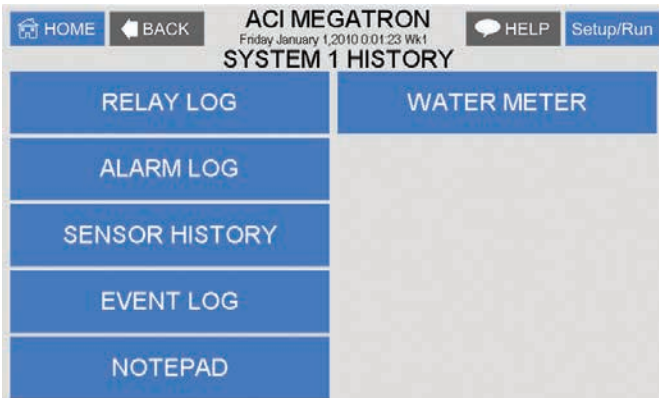 HOME BACK ACI MEGATRON HELP Setup/Run
Friday January 1,2010 0:01:23 Wk1
SYSTEM 1 HISTORY
RELAY LOG WATER METER
ALARM LOG
SENSOR HISTORY
EVENT LOG
NOTEPAD